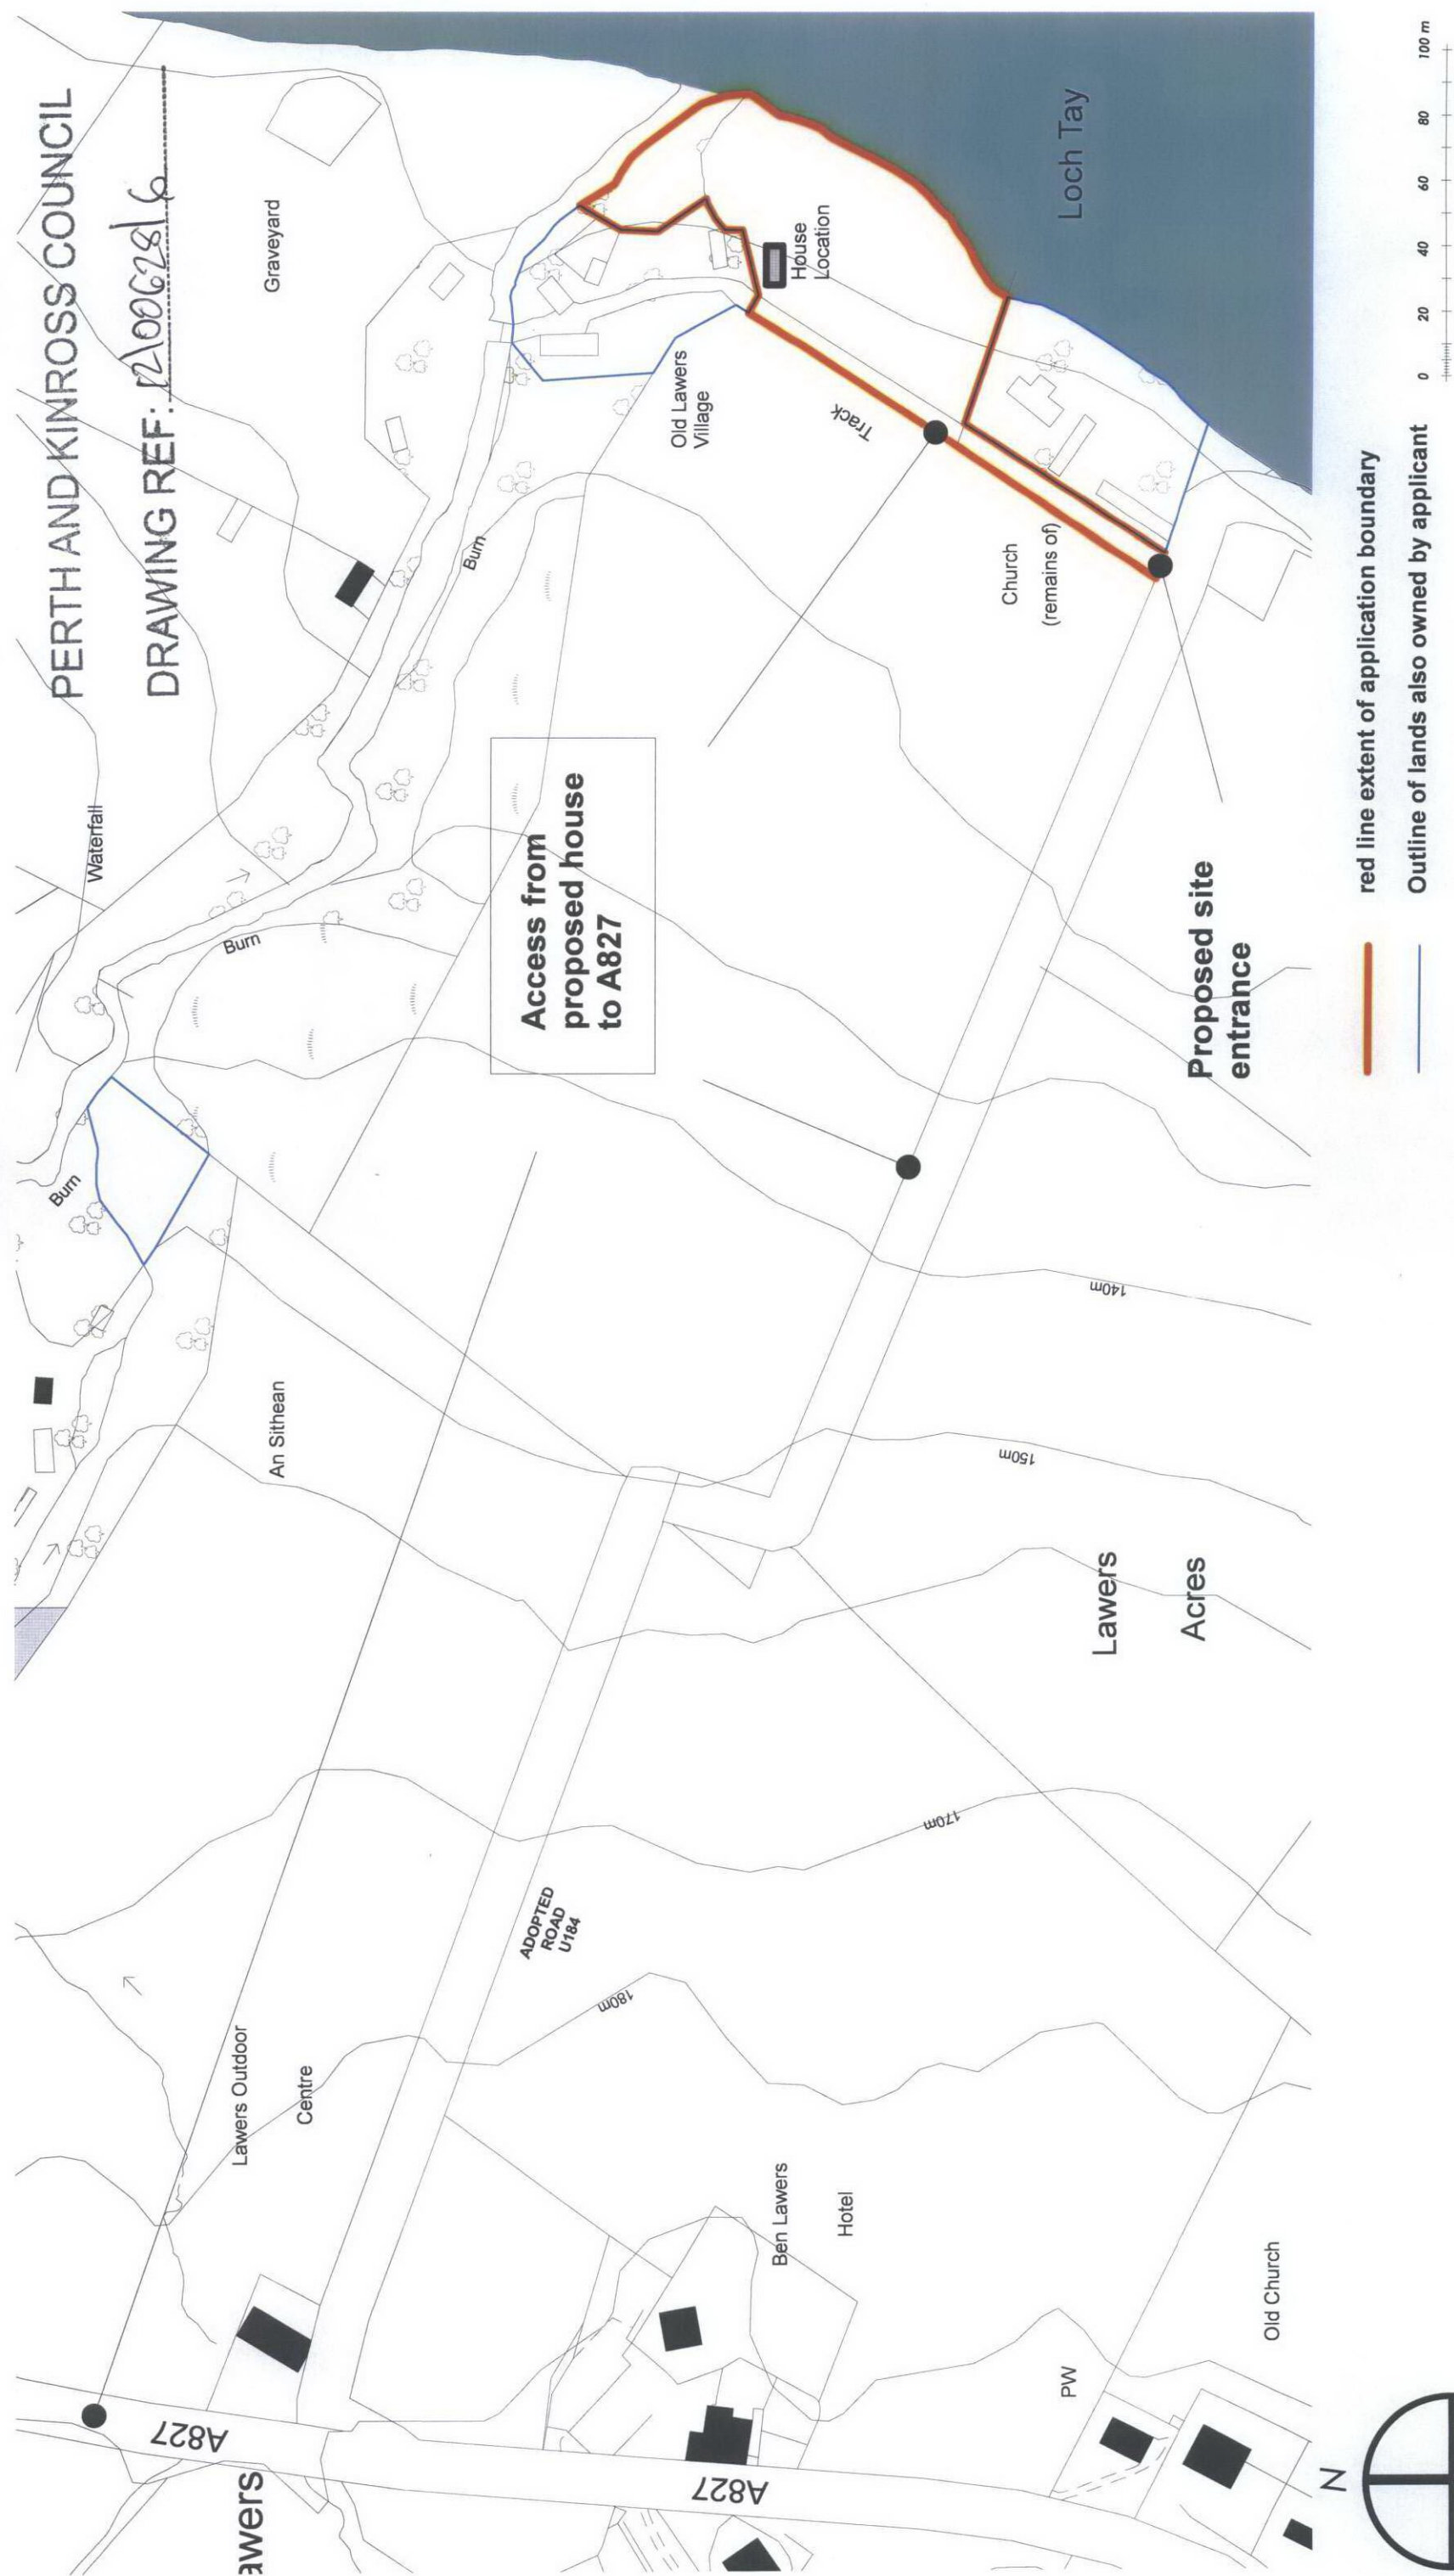 PERTH AND KINROSS COUNCIL
DRAWING REF:
Graveyard
Waterfall
Burn
Burn
Burn
Old Lawers
Village
House
Location
Track
Loch Tay
Church
(remains of)
Access from
proposed house
to A827
Proposed site
entrance
An Sithean
140m
150m
170m
180m
Lawers
Acres
ADOPTED
ROAD
U184
Lawers Outdoor
Centre
Ben Lawers
Hotel
PW
Old Church
A827
A827
awers
N
red line extent of application boundary
Outline of lands also owned by applicant
0 20 40 60 80 100 m